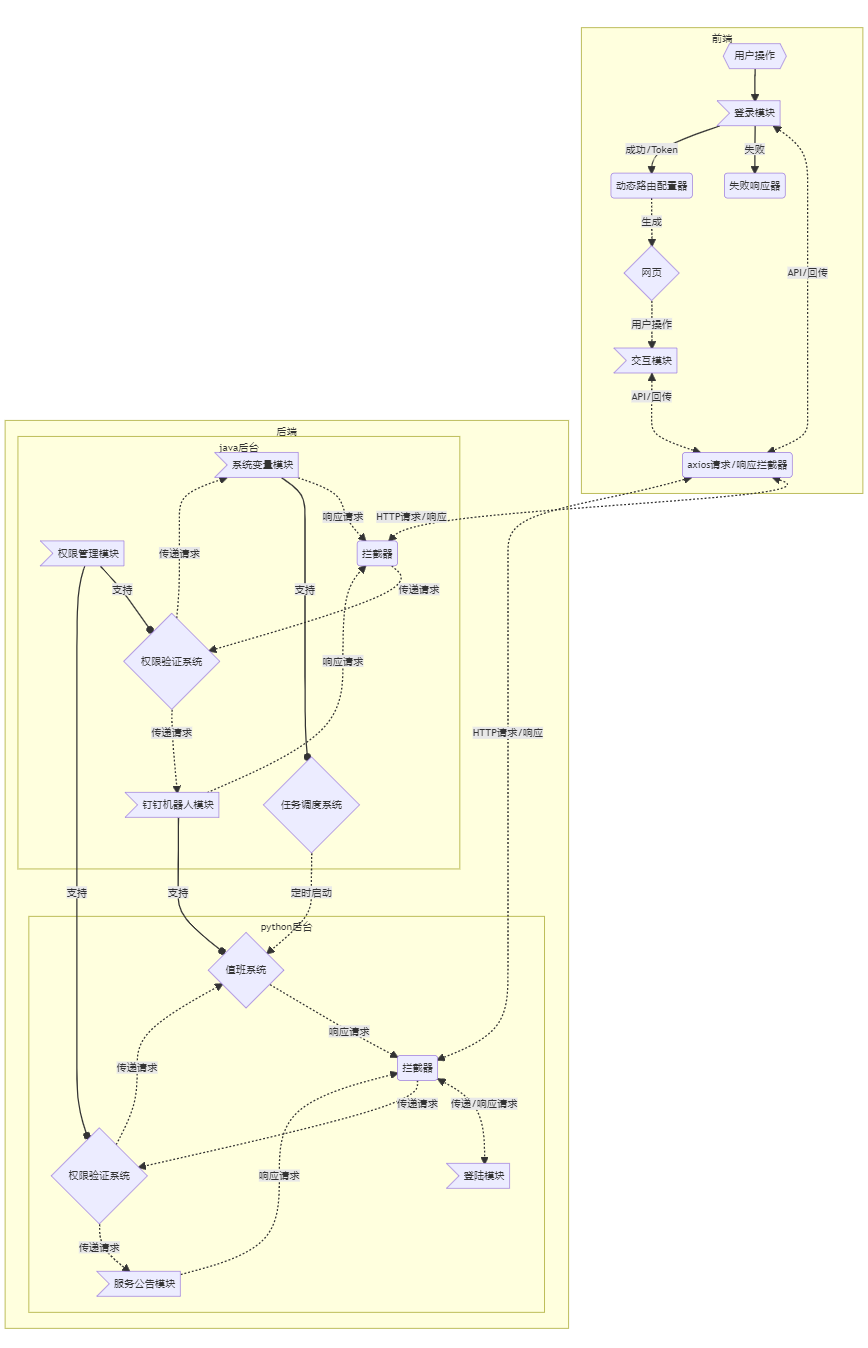 前端
用户操作
登录模块
成功/Token
失败
动态路由配置器
失败响应器
生成
网页
API/回传
用户操作
交互模块
API/回传
axios请求/响应拦截器
后端
java后台
系统变量模块
响应请求
HTTP请求/响应
权限管理模块
传递请求
拦截器
支持
支持
传递请求
权限验证系统
响应请求
传递请求
HTTP请求/响应
钉钉机器人模块
任务调度系统
支持
支持
定时启动
python后台
值班系统
响应请求
传递请求
拦截器
传递请求
传递/响应请求
权限验证系统
响应请求
登陆模块
传递请求
服务公告模块